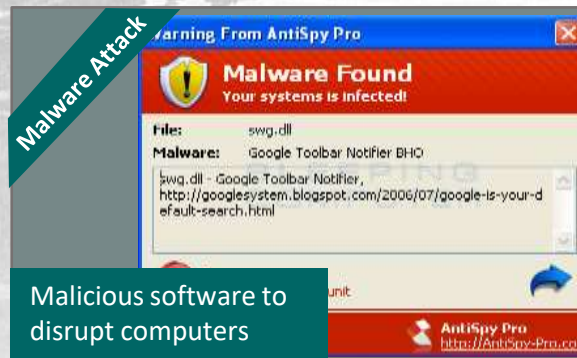 Malware Attack
Warning From AntiSpy Pro
Malware Found
Your systems is infected!
File: swg.dll
Malware: Google Toolbar Notifier BHO
swg.dll - Google Toolbar Notifier,
http://googlesystem.blogspot.com/2006/07/google-is-your-d
efault-search.html
Malicious software to
disrupt computers
AntiSpy Pro
http://AntiSpy-Pro.co